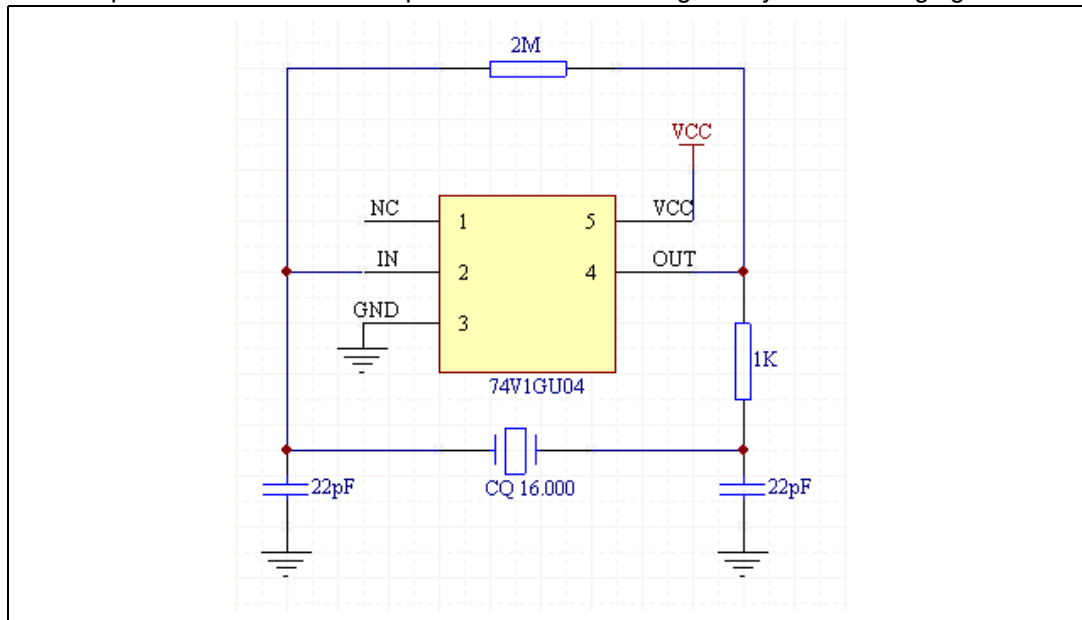 2M
VCC
NC 1 5 VCC
IN 2 4 OUT
GND 3
1K
74V1GU04
22pF CQ 16.000 22pF